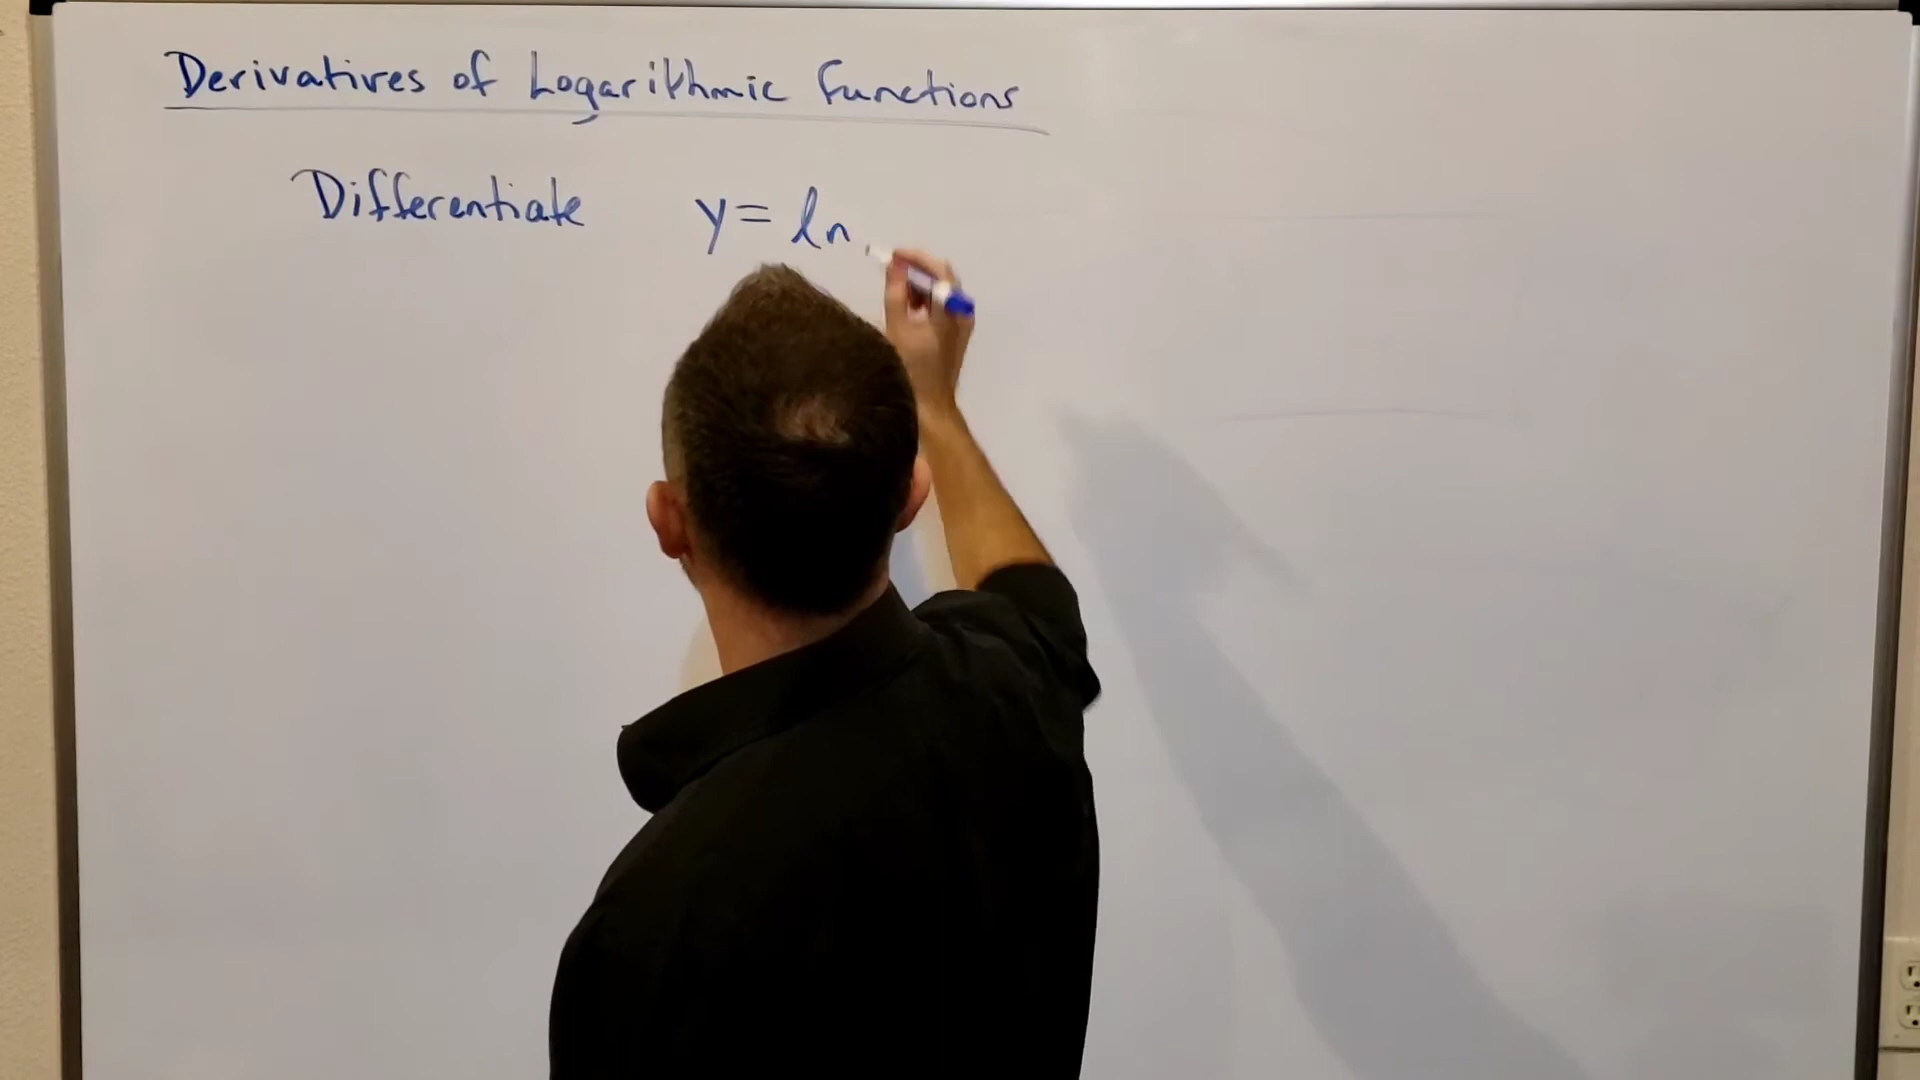 Derivatives of Logarithmic Functions
Differentiate y = ln